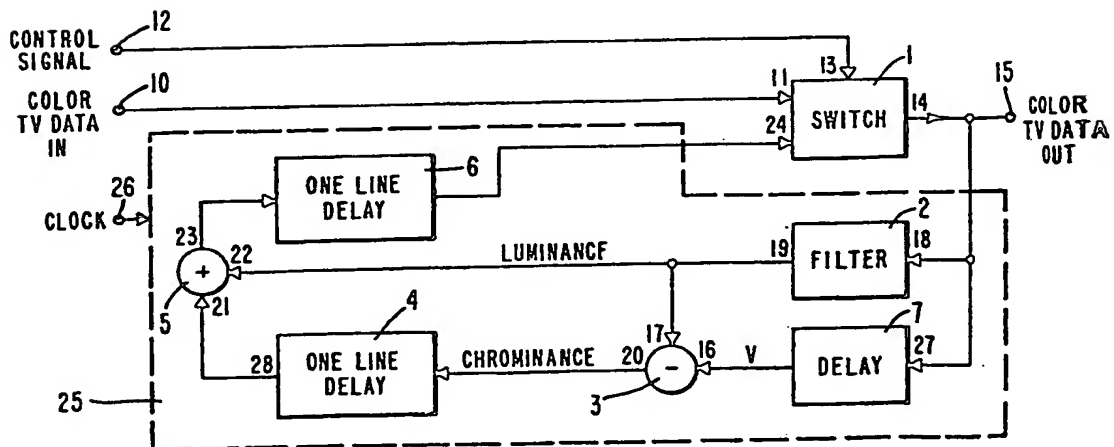 CONTROL
SIGNAL
12
10
COLOR
TV DATA
IN
13
1
11
24
SWITCH
14
15
COLOR
TV DATA
OUT
26
CLOCK
ONE LINE
DELAY
6
23
22
+
21
5
LUMINANCF
19
FILTER
2
18
17
4
ONE LINE
DELAY
28
CHROMINANCE
20
-
16
3
V
7
DELAY
27
25